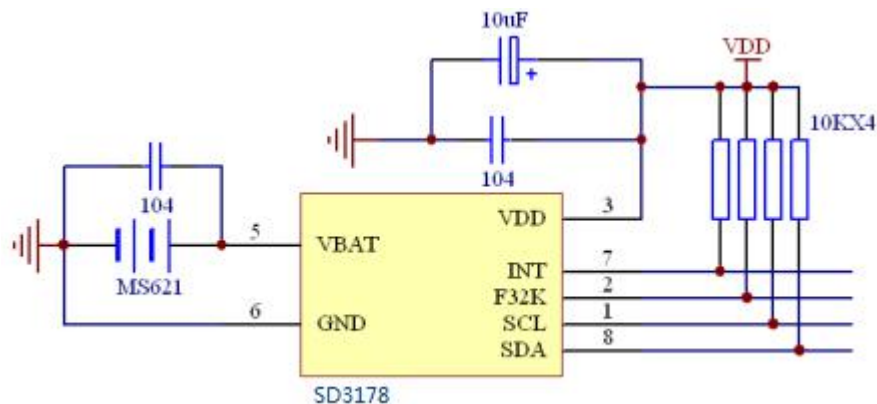 10uF
+
VDD
10KX4
104
104
MS621
5
VBAT
6
GND
VDD
3
INT
7
F32K
2
SCL
1
SDA
8
SD3178